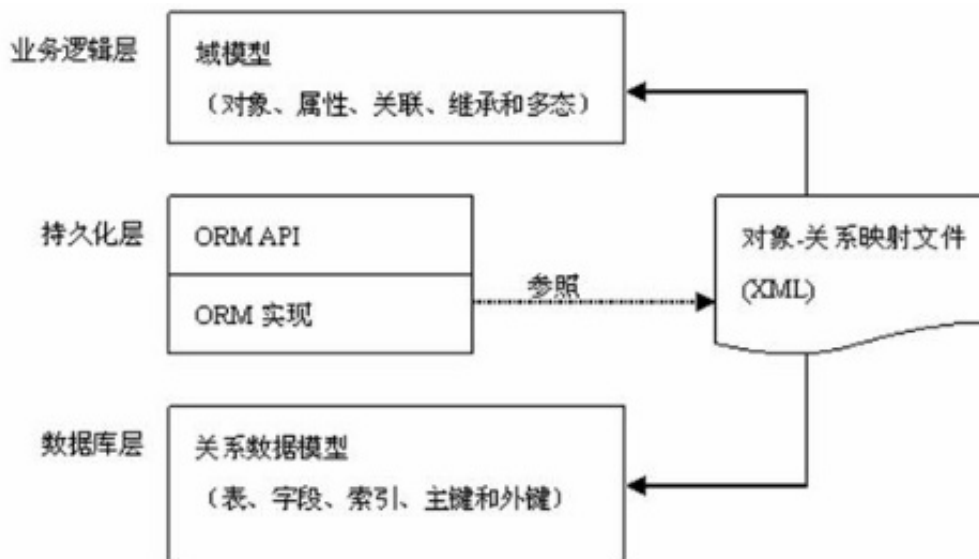 业务逻辑层
域模型
（对象、属性、关联、继承和多态）
持久化层
ORM API
ORM 实现
参照
对象-关系映射文件
(XML)
数据库层
关系数据模型
（表、字段、索引、主键和外键）